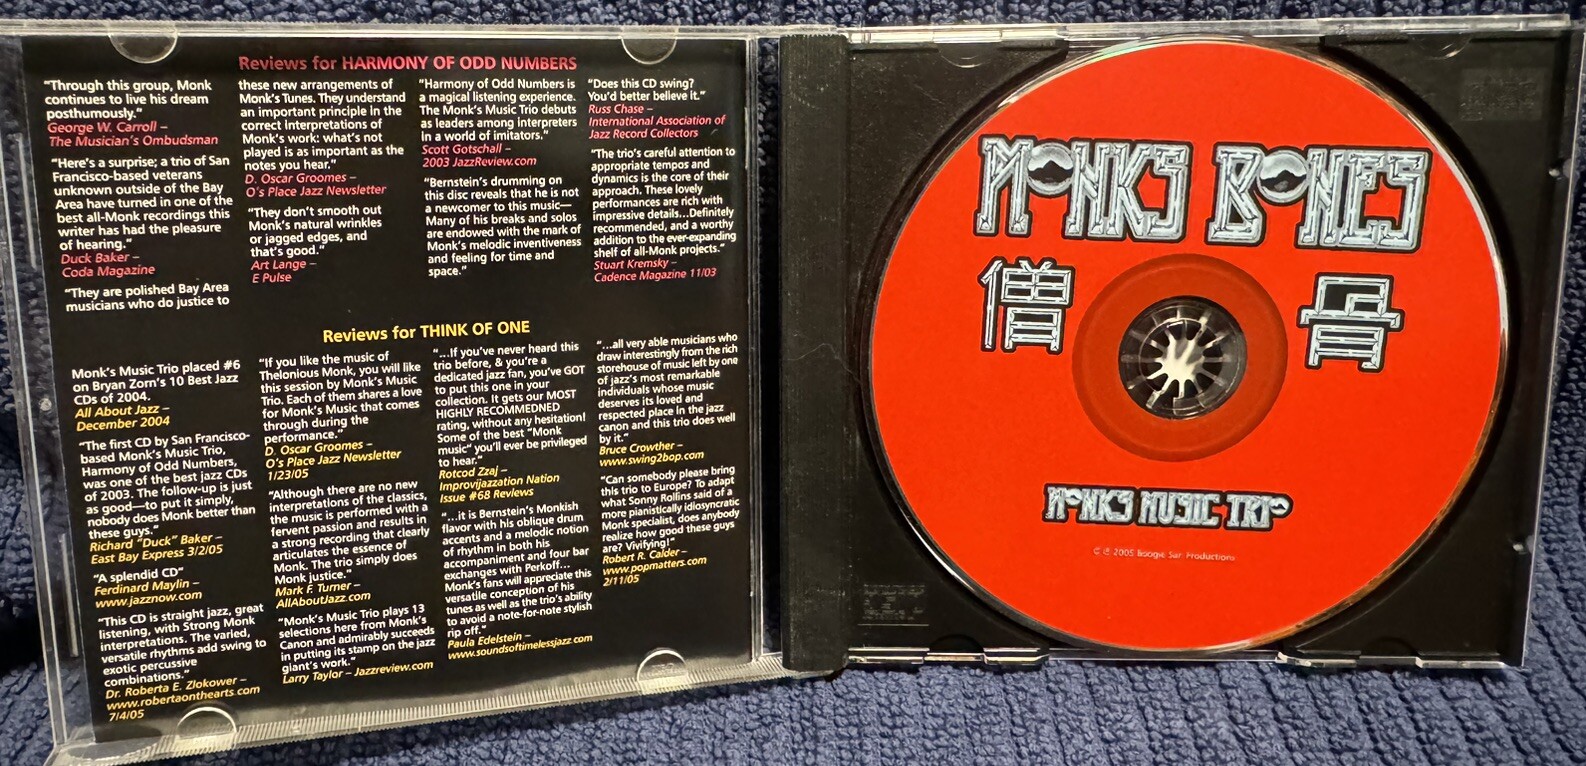 Reviews for HARMONY OF ODD NUMBERS
“Through this group, Monk
continues to live his dream
posthumously.”
George W. Carroll –
The Musician’s Ombudsman
“Here’s a surprise; a trio of San
Francisco-based veterans
unknown outside of the Bay
Area have turned in one of the
best all-Monk recordings this
writer has had the pleasure
of hearing.”
Duck Baker –
Coda Magazine
“They are polished Bay Area
musicians who do justice to
these new arrangements of
Monk’s Tunes. They understand
an important principle in the
correct interpretations of
Monk’s work: what’s not
played is as important as the
notes you hear.”
D. Oscar Groomes –
O’s Place Jazz Newsletter
“They don’t smooth out
Monk’s natural wrinkles
or jagged edges, and
that’s good.”
Art Lange –
E Pulse
“Harmony of Odd Numbers is
a magical listening experience.
The Monk’s Music Trio debuts
as leaders among interpreters
in a world of imitators.”
Scott Gotschall –
2003 JazzReview.com
“Bernstein’s drumming on
this disc reveals that he is not
a newcomer to this music—
Many of his breaks and solos
are endowed with the mark of
Monk’s melodic inventiveness
and feeling for time and
space.”
“Does this CD swing?
You’d better believe it.”
Russ Chase –
International Association of
Jazz Record Collectors
“The trio’s careful attention to
appropriate tempos and
dynamics is the core of their
approach. These lovely
performances are rich with
impressive details...Definitely
recommended, and a worthy
addition to the ever-expanding
shelf of all-Monk projects.”
Stuart Kremsky –
Cadence Magazine 11/03
Reviews for THINK OF ONE
Monk’s Music Trio placed #6
on Bryan Zorn’s 10 Best Jazz
CDs of 2004.
All About Jazz –
December 2004
“The first CD by San Francisco-
based Monk’s Music Trio,
Harmony of Odd Numbers,
was one of the best jazz CDs
of 2003. The follow-up is just
as good—to put it simply,
nobody does Monk better than
these guys.”
Richard “Duck” Baker –
East Bay Express 3/2/05
“A splendid CD”
Ferdinand Maylin –
www.jazznow.com
“This CD is straight jazz, great
listening, with Strong Monk
interpretations. The varied,
versatile rhythms add swing to
exotic percussive
combinations.”
Dr. Roberta E. Zlokower –
www.robertaonthearts.com
7/4/05
“If you like the music of
Thelonious Monk, you will like
this session by Monk’s Music
Trio. Each of them shares a love
for Monk’s Music that comes
through during the
performance.”
D. Oscar Groomes –
O’s Place Jazz Newsletter
1/23/05
“Although there are no new
interpretations of the classics,
the music is performed with a
fervent passion and results in
a strong recording that clearly
articulates the essence of
Monk. The trio simply does
Monk justice.”
Mark F. Turner –
AllAboutJazz.com
“Monk’s Music Trio plays 13
selections here from Monk’s
Canon and admirably succeeds
in putting its stamp on the jazz
giant’s work.”
Larry Taylor – Jazzreview.com
“...If you’ve never heard this
trio before, & you’re a
dedicated jazz fan, you’ve GOT
to put this one in your
collection. It gets our MOST
HIGHLY RECOMMEDNED
rating, without any hesitation!
Some of the best “Monk
music” you’ll ever be privileged
to hear.”
Rotcod Zzaj –
Improvijazzation Nation
Issue #68 Reviews
“...it is Bernstein’s Monkish
flavor with his oblique drum
accents and a melodic notion
of rhythm in both his
accompaniment and four bar
exchanges with Perkoff...
Monk’s fans will appreciate this
versatile conception of his
tunes as well as the trio’s ability
to avoid a note-for-note stylish
rip off.”
Paula Edelstein –
www.soundsoftimelessjazz.com
“...all very able musicians who
draw interestingly from the rich
storehouse of music left by one
of jazz’s most remarkable
individuals whose music
deserves its loved and
respected place in the jazz
canon and this trio does well
by it.”
Bruce Crowther –
www.swing2bop.com
“Can somebody please bring
this trio to Europe? To adapt
what Sonny Rollins said of a
more pianistically idiosyncratic
Monk specialist, does anybody
realize how good these guys
are? Vivifying!”
Robert R. Calder –
www.popmatters.com
2/11/05
MONKS BONES
僧 骨
MONKS MUSIC TRIO
© ℗ 2005 Boogie Sun Productions